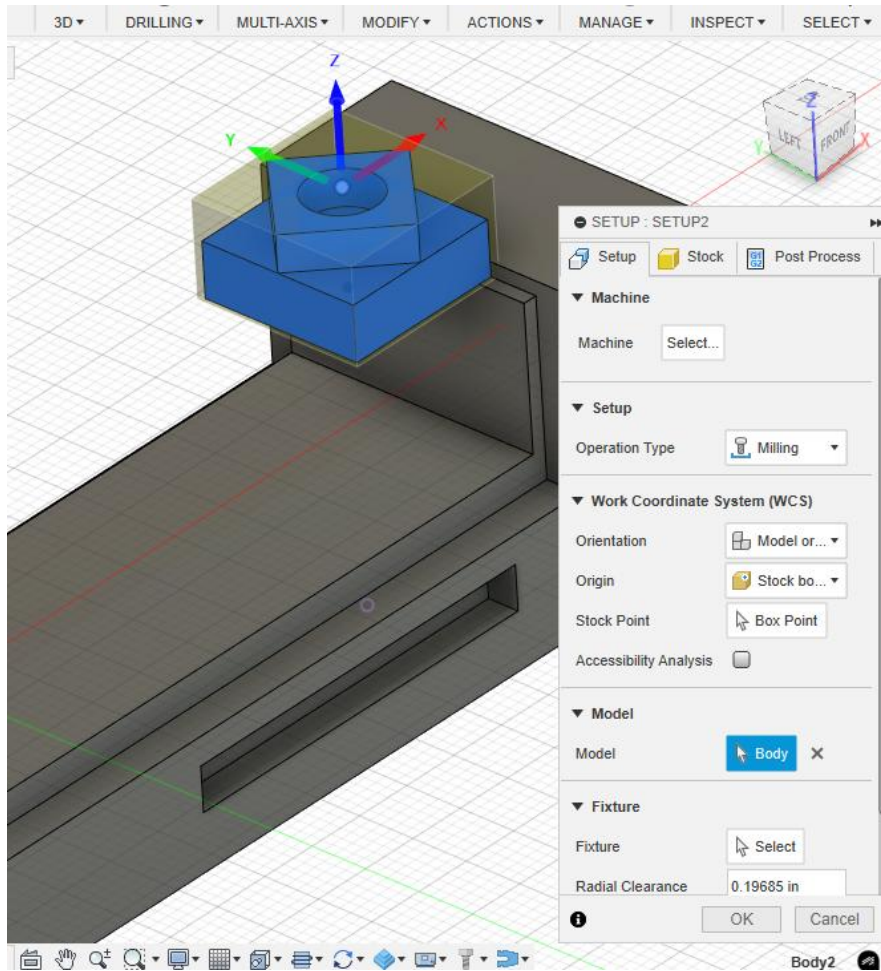 3D DRILLING MULTI-AXIS MODIFY ACTIONS MANAGE INSPECT SELECT
Z
Y X
Z
LEFT FRONT
Y X
SETUP : SETUP2
Setup Stock G1 G2 Post Process
Machine
Machine Select...
Setup
Operation Type Milling
Work Coordinate System (WCS)
Orientation Model or...
Origin Stock bo...
Stock Point Box Point
Accessibility Analysis
Model
Model Body
Fixture
Fixture Select
Radial Clearance 0.19685 in
OK Cancel
Body2